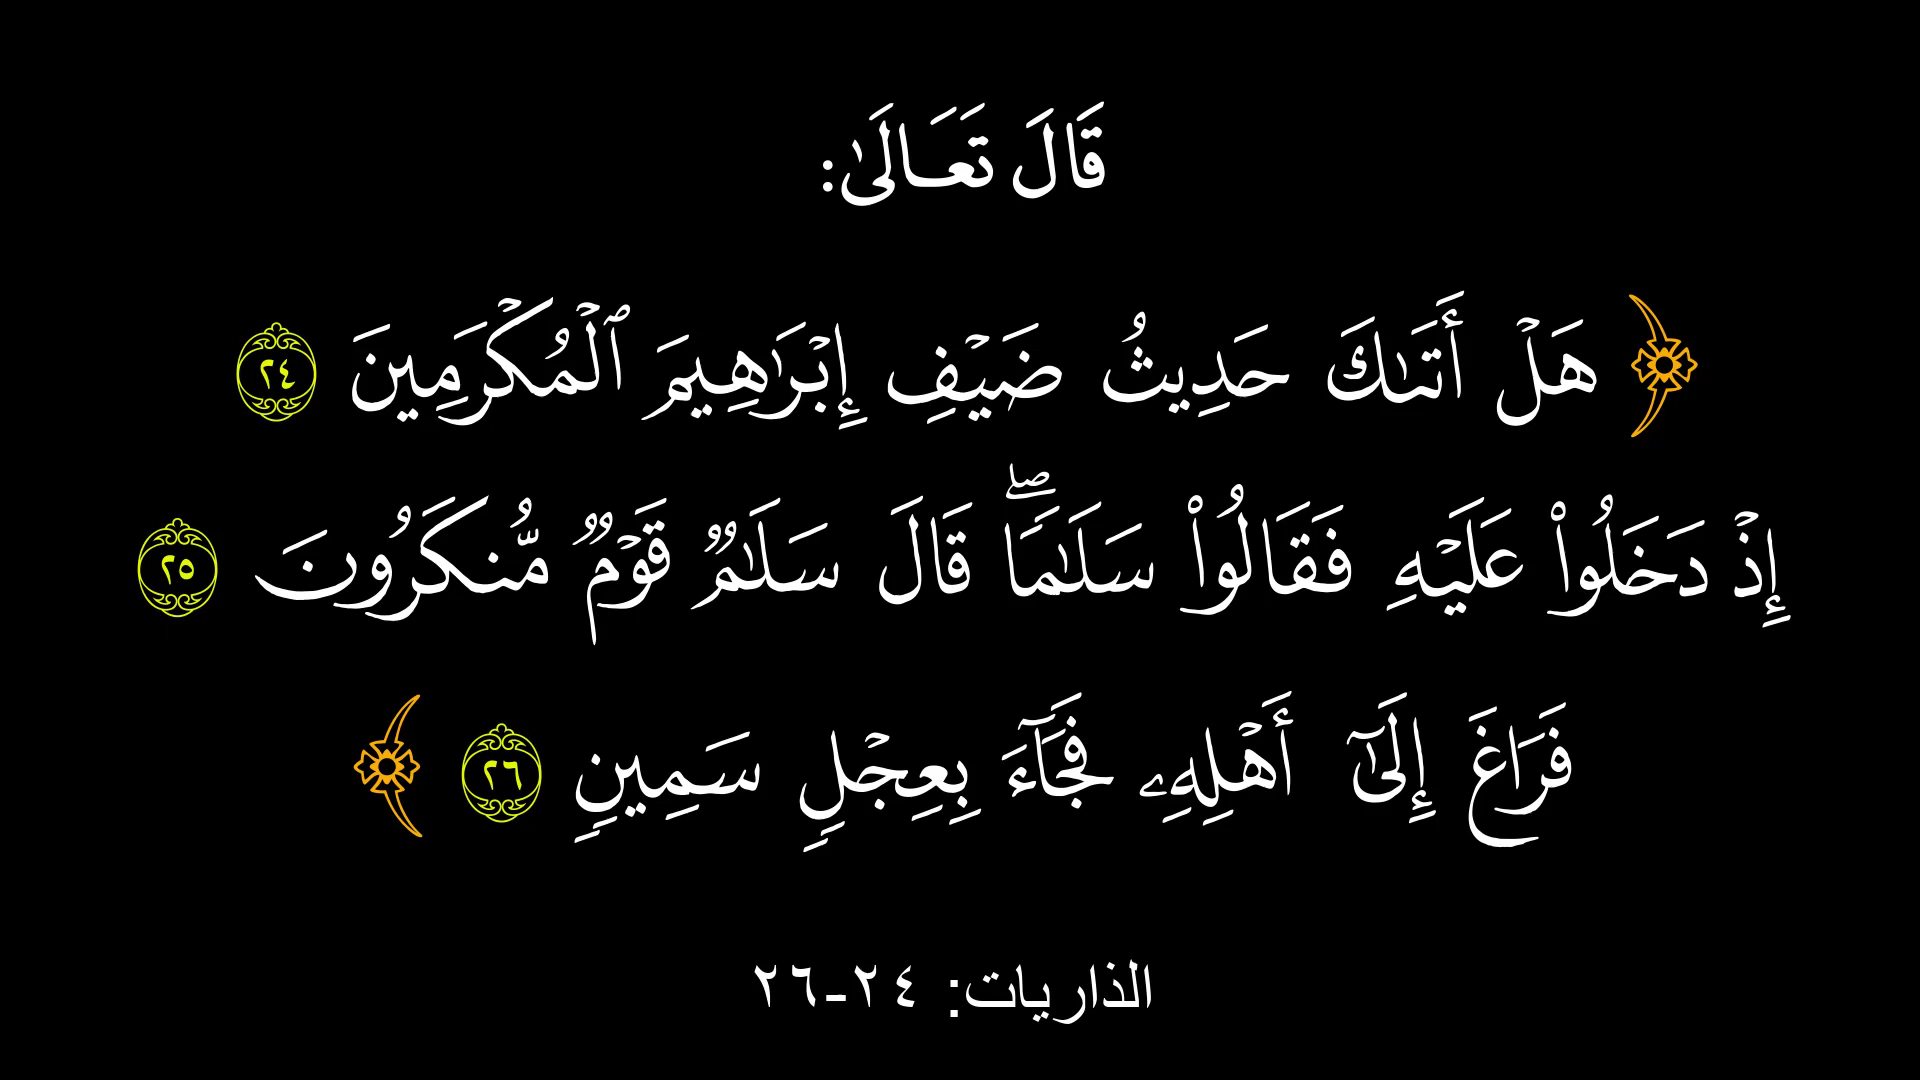 قَالَ تَعَالَىٰ:
﴿هَلۡ أَتَىٰكَ حَدِيثُ ضَيۡفِ إِبۡرَٰهِيمَ ٱلۡمُكۡرَمِينَ ٢٤
إِذۡ دَخَلُواْ عَلَيۡهِ فَقَالُواْ سَلَٰمٗاۖ قَالَ سَلَٰمٞ قَوۡمٞ مُّنكَرُونَ ٢٥
فَرَاغَ إِلَىٰٓ أَهۡلِهِۦ فَجَآءَ بِعِجۡلٖ سَمِينٖ ٢٦﴾
الذاريات: ٢٤-٢٦